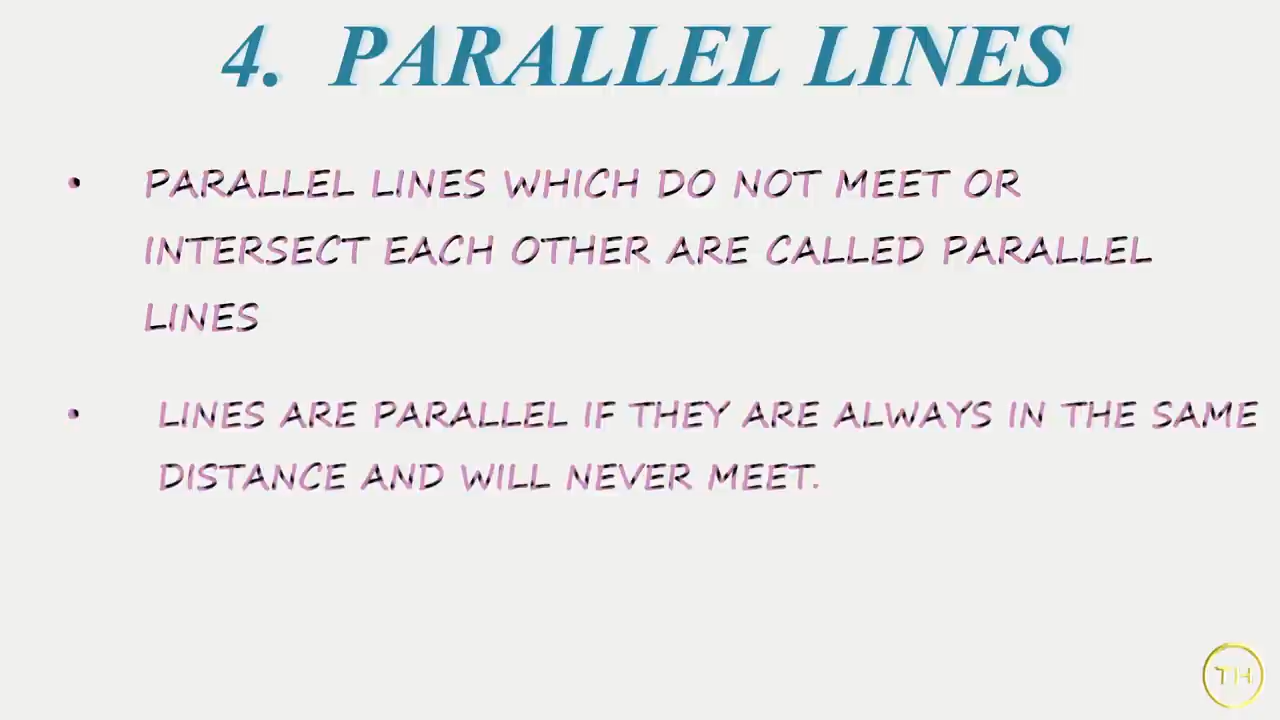 4. PARALLEL LINES
• PARALLEL LINES WHICH DO NOT MEET OR
INTERSECT EACH OTHER ARE CALLED PARALLEL
LINES
• LINES ARE PARALLEL IF THEY ARE ALWAYS IN THE SAME
DISTANCE AND WILL NEVER MEET.
TH